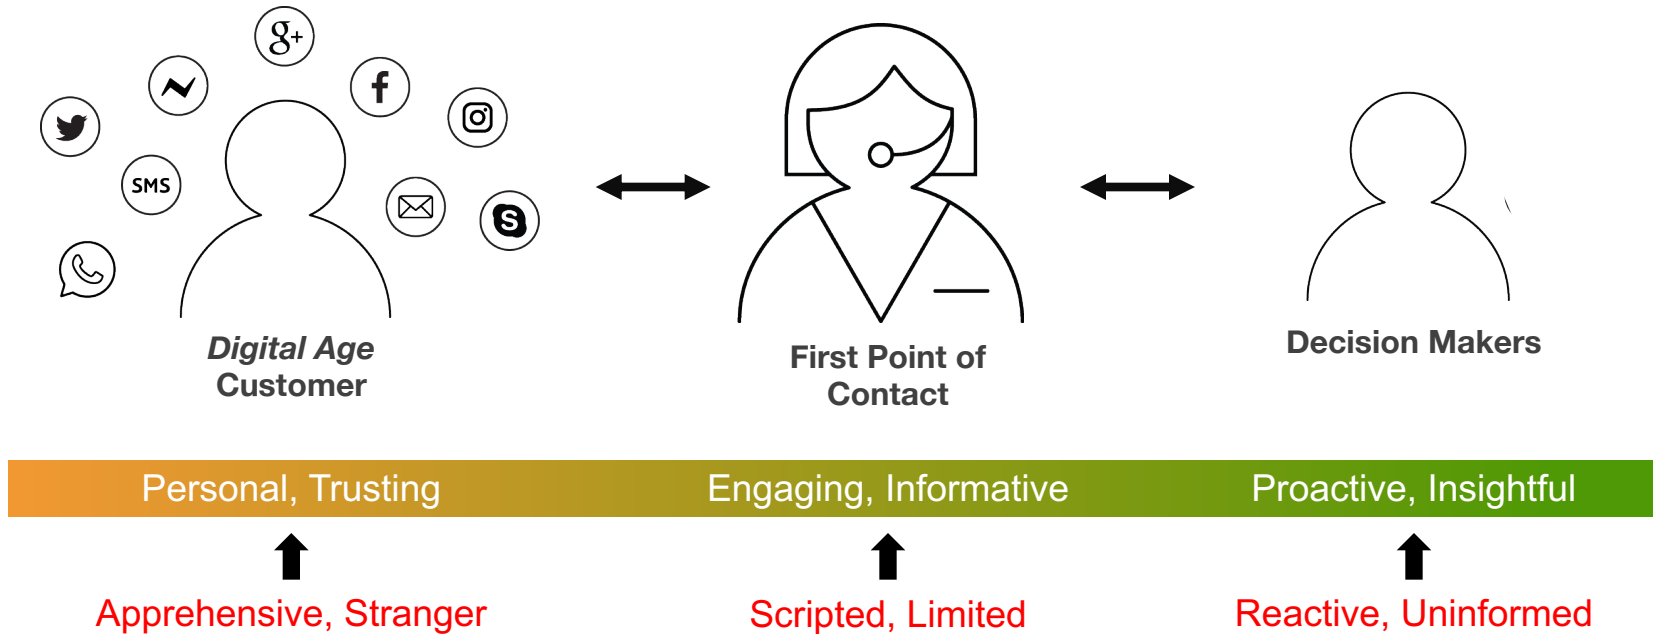 g+
f
SMS
S
Digital Age
Customer
First Point of
Contact
Decision Makers
Personal, Trusting
Engaging, Informative
Proactive, Insightful
Apprehensive, Stranger
Scripted, Limited
Reactive, Uninformed